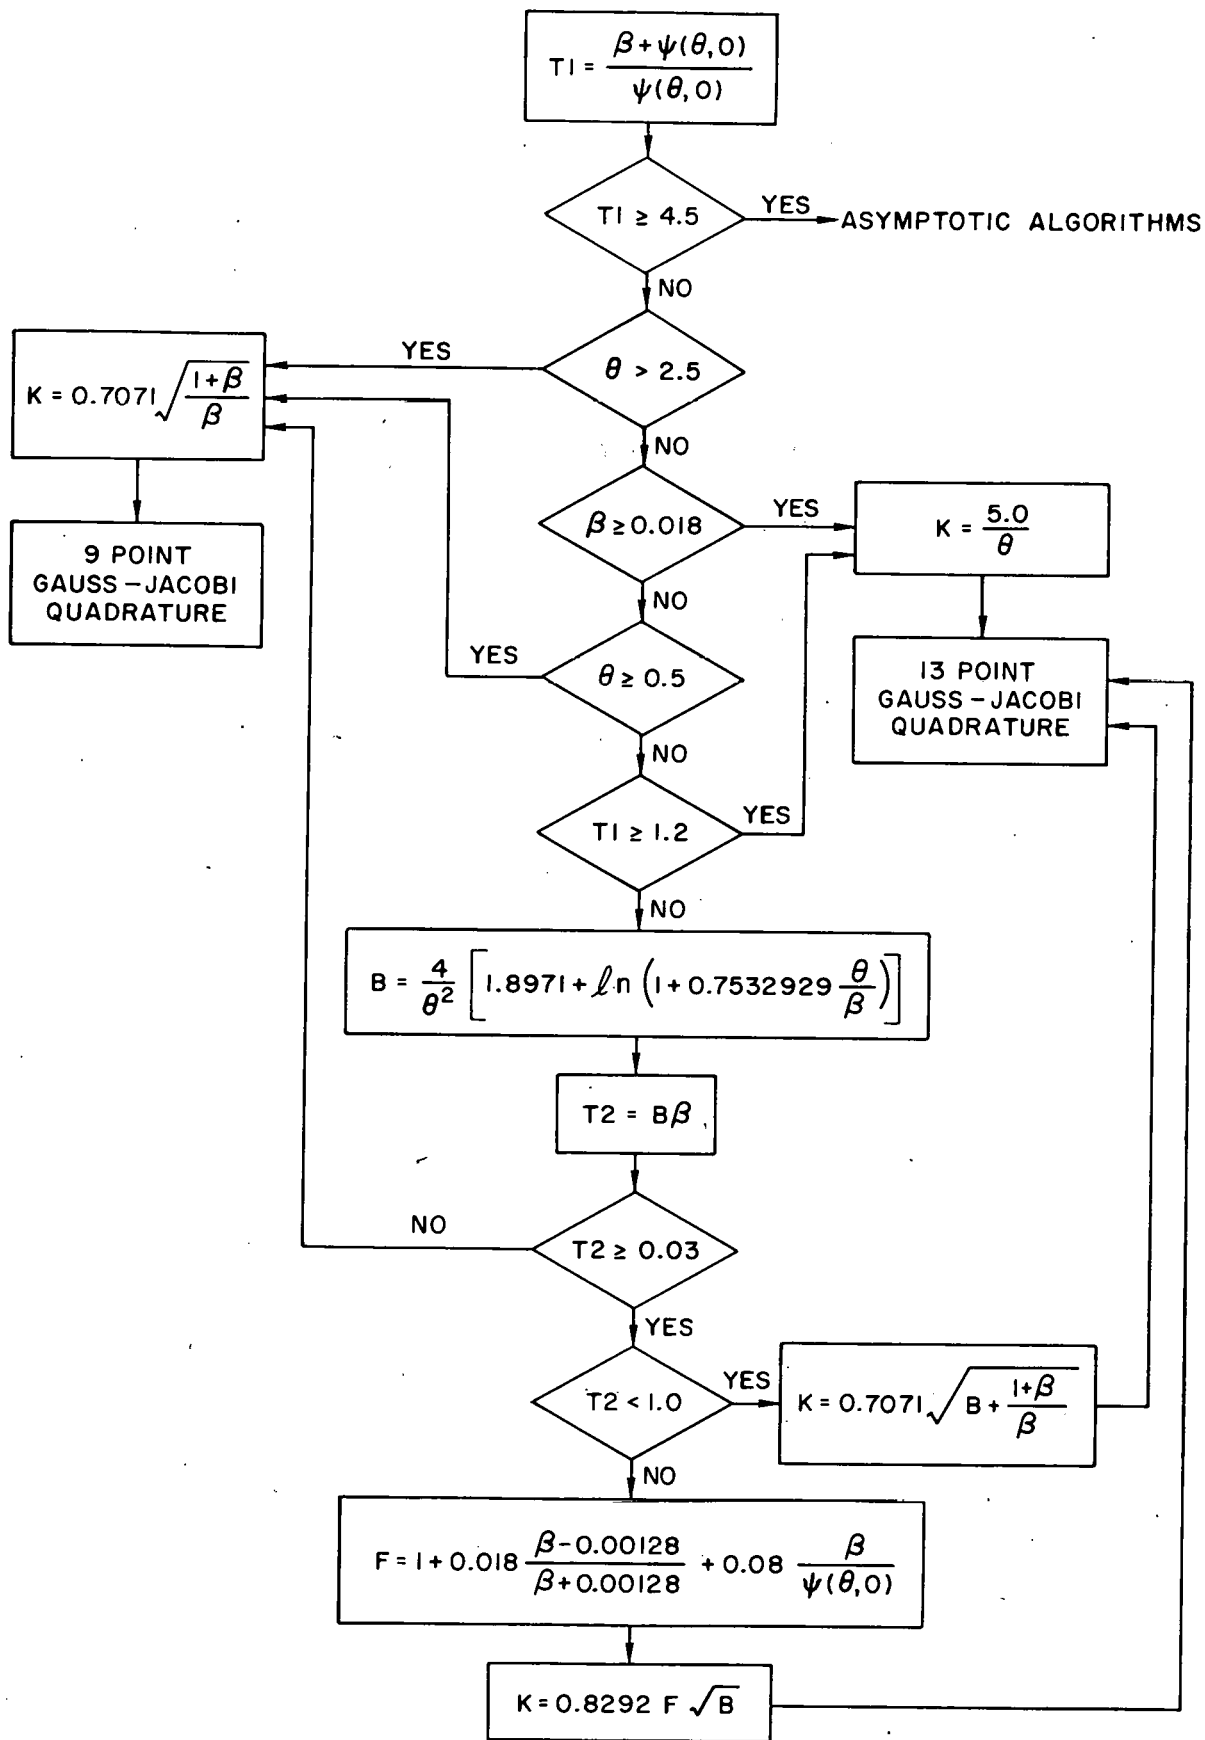 T1 = (β + ψ(θ,0)) / ψ(θ,0)
T1 ≥ 4.5
YES
ASYMPTOTIC ALGORITHMS
NO
θ > 2.5
YES
K = 0.7071 √((1+β)/β)
NO
β ≥ 0.018
YES
K = 5.0/θ
9 POINT
GAUSS-JACOBI
QUADRATURE
NO
θ ≥ 0.5
YES
13 POINT
GAUSS-JACOBI
QUADRATURE
NO
T1 ≥ 1.2
YES
NO
B = 4/θ² [1.8971 + ln (1 + 0.7532929 θ/β)]
T2 = Bβ
T2 ≥ 0.03
NO
YES
T2 < 1.0
YES
K = 0.7071 √(B + (1+β)/β)
NO
F = 1 + 0.018 (β-0.00128)/(β+0.00128) + 0.08 β/ψ(θ,0)
K = 0.8292 F √B